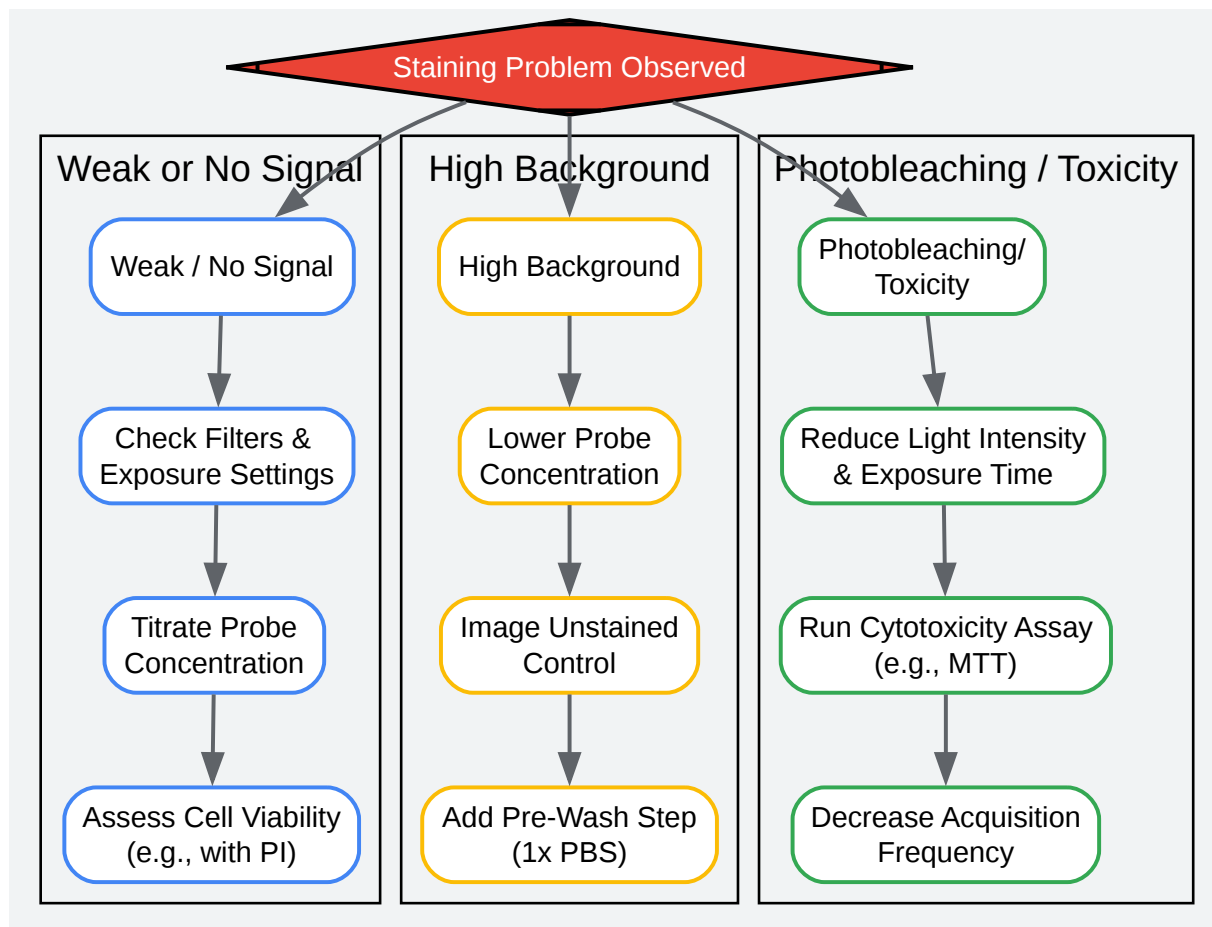 Staining Problem Observed
Weak or No Signal
Weak / No Signal
Check Filters &
Exposure Settings
Titrate Probe
Concentration
Assess Cell Viability
(e.g., with PI)
High Background
High Background
Lower Probe
Concentration
Image Unstained
Control
Add Pre-Wash Step
(1x PBS)
Photobleaching / Toxicity
Photobleaching/
Toxicity
Reduce Light Intensity
& Exposure Time
Run Cytotoxicity Assay
(e.g., MTT)
Decrease Acquisition
Frequency